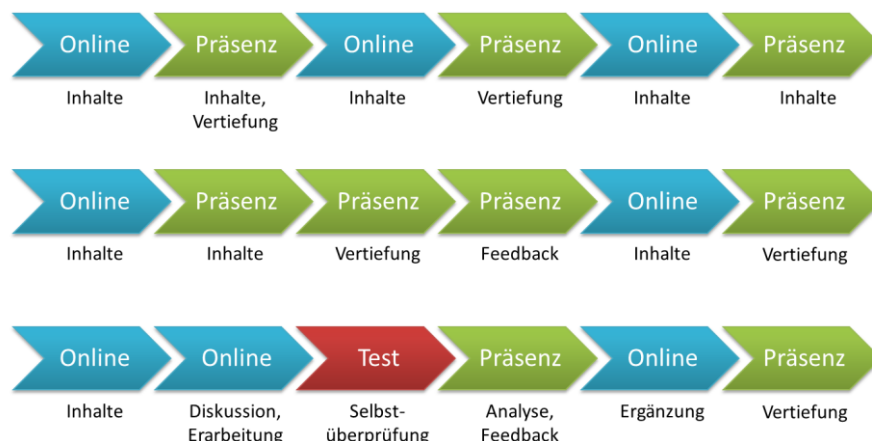 Online Präsenz Online Präsenz Online Präsenz
Inhalte Inhalte, Inhalte Vertiefung Inhalte Inhalte
Vertiefung
Online Präsenz Präsenz Präsenz Online Präsenz
Inhalte Inhalte Vertiefung Feedback Inhalte Vertiefung
Online Online Test Präsenz Online Präsenz
Inhalte Diskussion, Selbst- Analyse, Ergänzung Vertiefung
Erarbeitung überprüfung Feedback